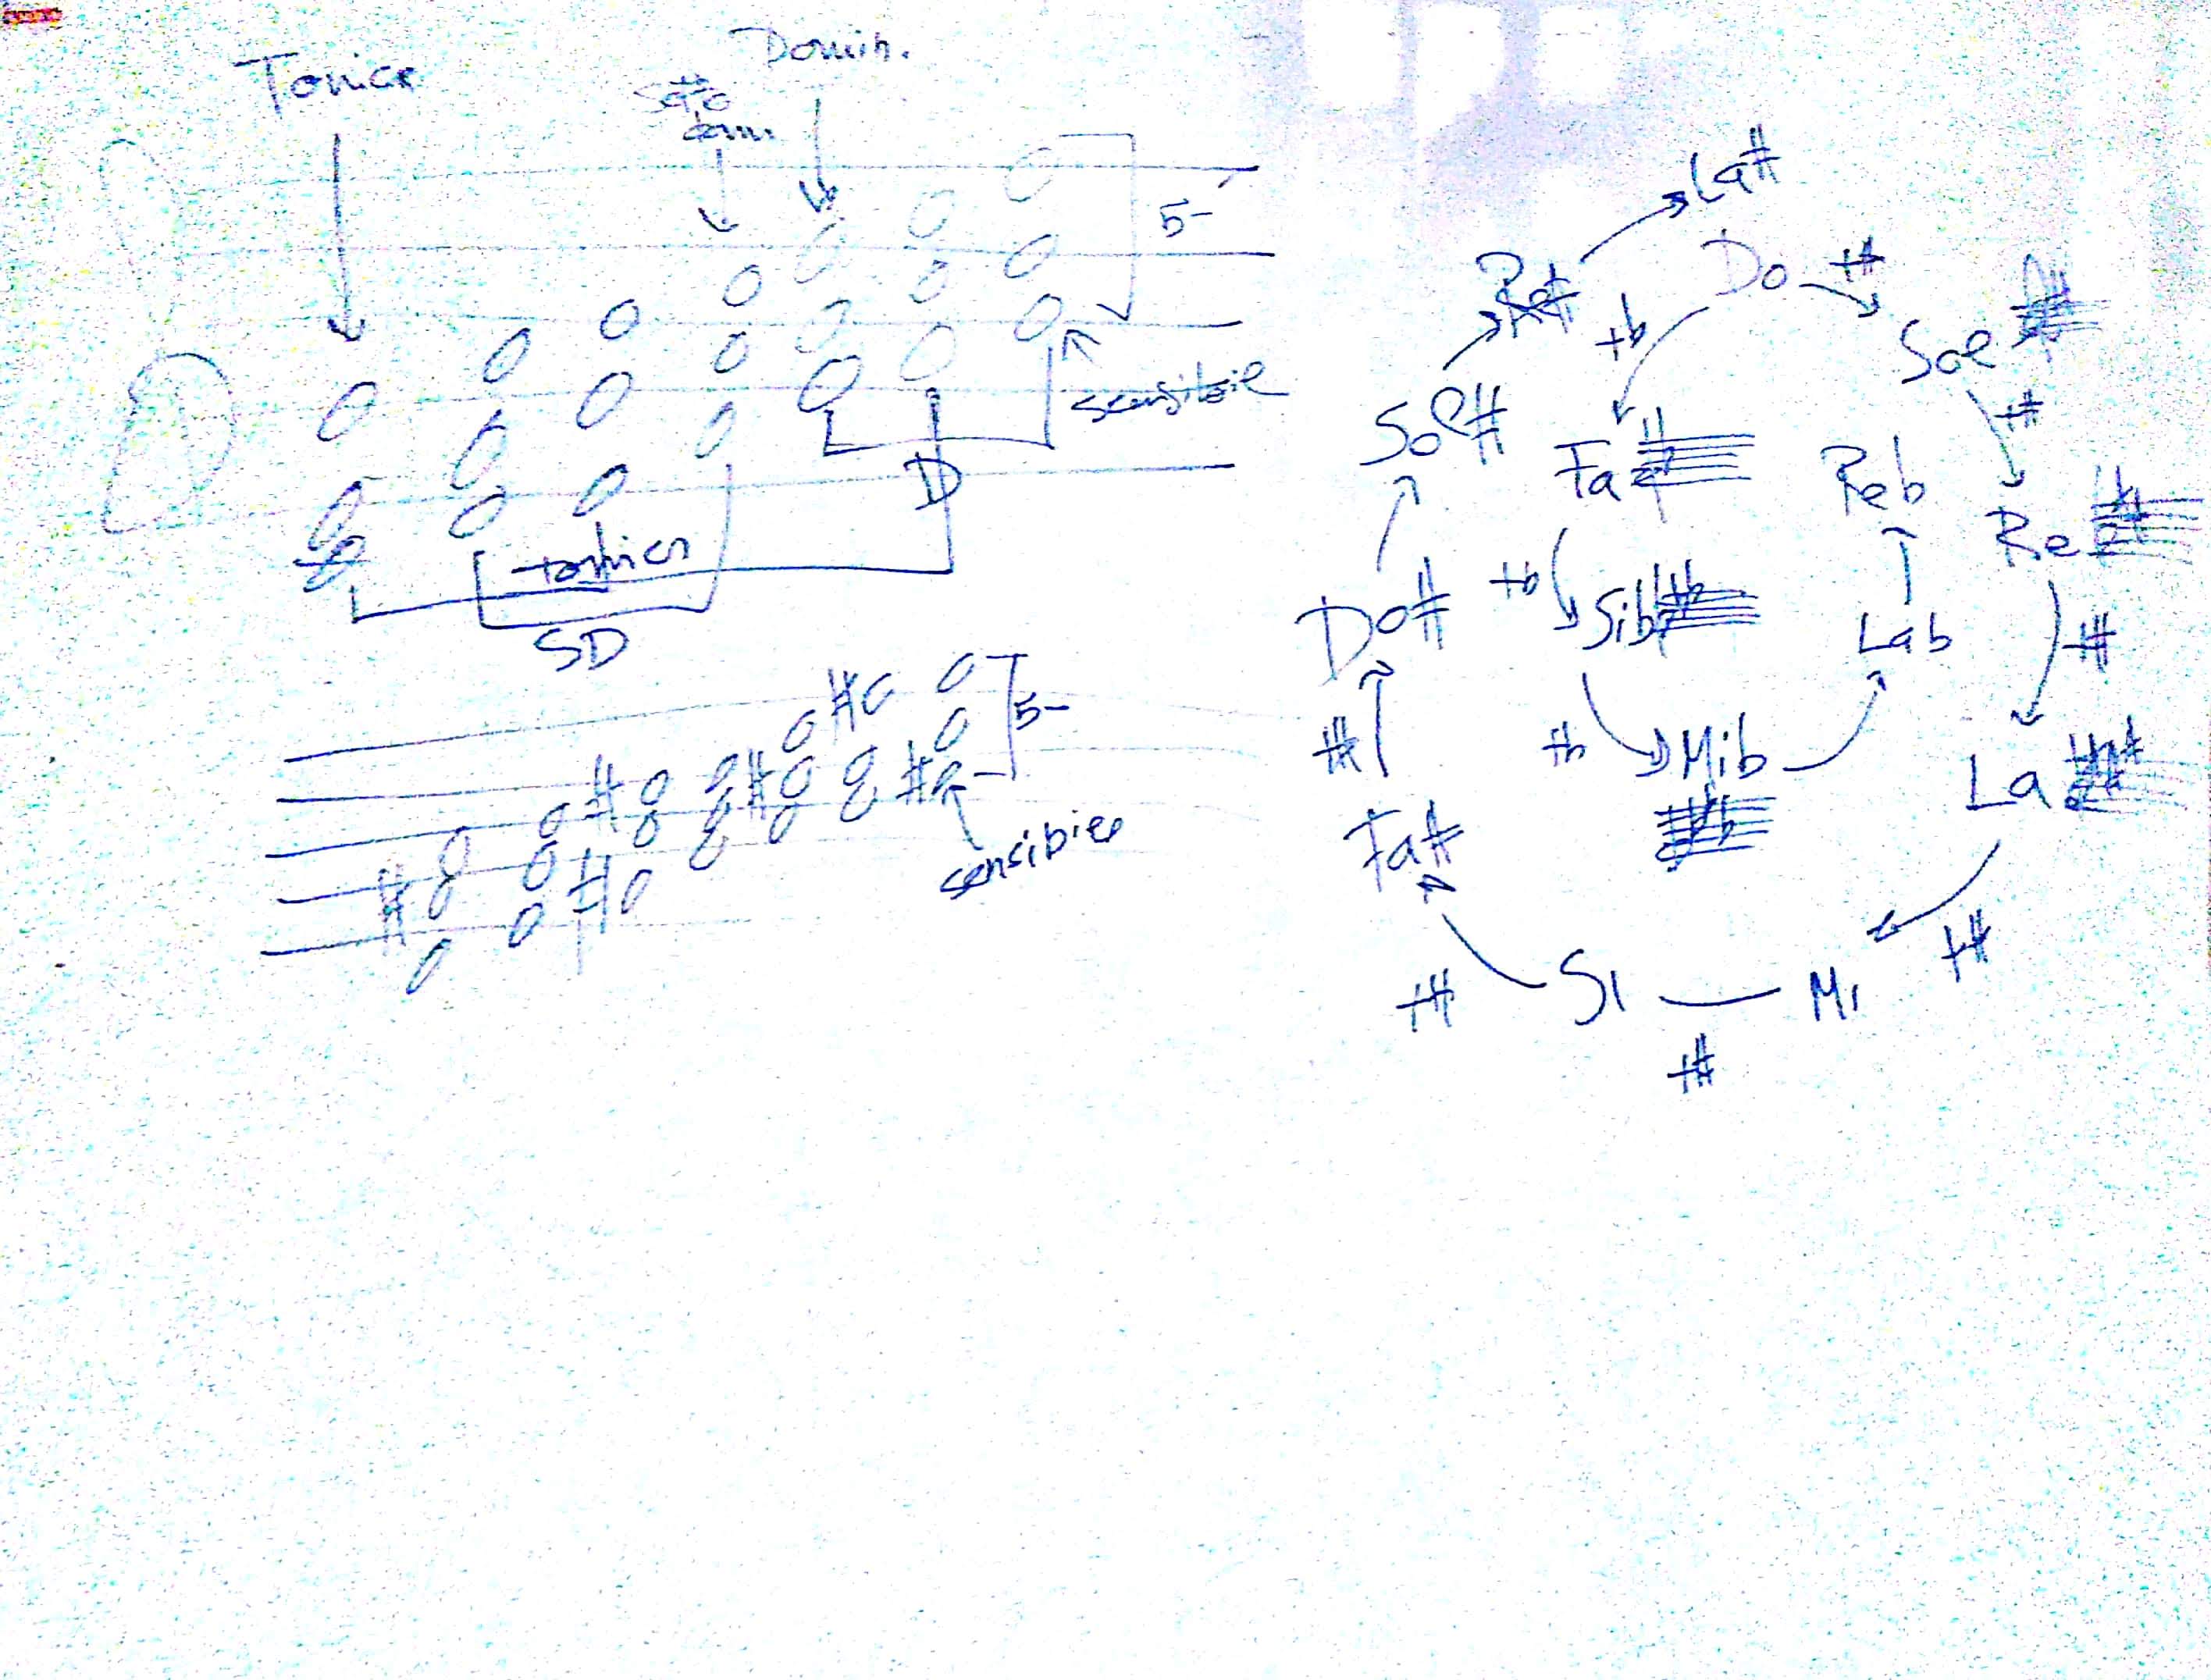 Tonica
Domin.
Sotto
dom.
5-
sensibile
D
tonica
SD
5-
sensibile
La#
Re#
Do +#
+b
Sol
Sol#
+#
Fa
Reb
Re
Do#
+b
Sib
Lab
+#
+#
+b
Mib
La
Fa#
+#
Si
Mi
+#
+#